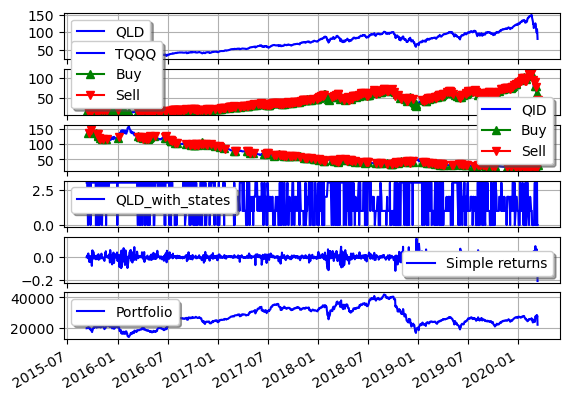 150
100
50
QLD
TQQQ
Buy
Sell
100
50
QID
Buy
Sell
150
100
50
2.5
0.0
QLD_with_states
0.0
−0.2
Simple returns
40000
20000
Portfolio
2015-07
2016-01
2016-07
2017-01
2017-07
2018-01
2018-07
2019-01
2019-07
2020-01